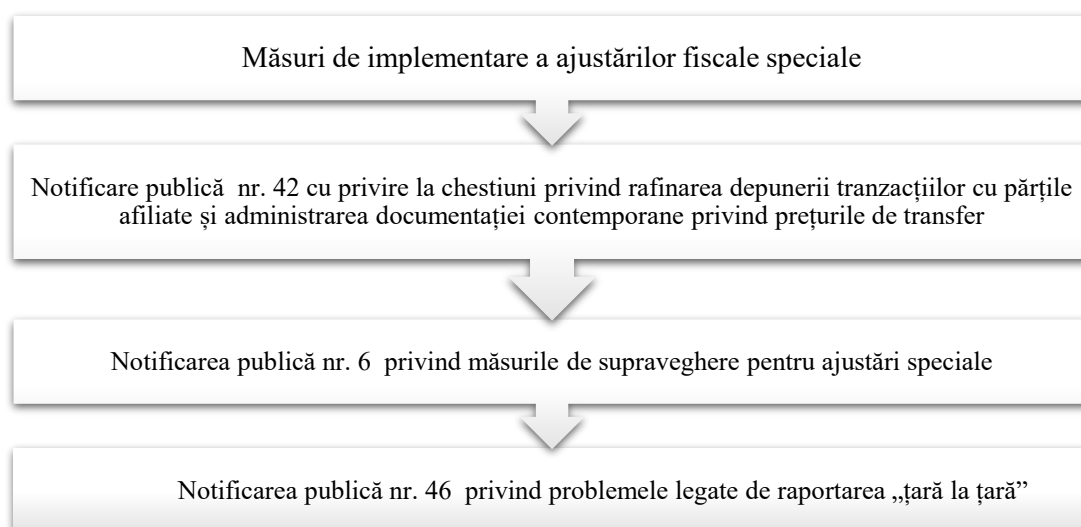 Măsuri de implementare a ajustărilor fiscale speciale
Notificare publică nr. 42 cu privire la chestiuni privind rafinarea depunerii tranzacțiilor cu părțile
afiliate și administrarea documentației contemporane privind prețurile de transfer
Notificarea publică nr. 6 privind măsurile de supraveghere pentru ajustări speciale
Notificarea publică nr. 46 privind problemele legate de raportarea „țară la țară”